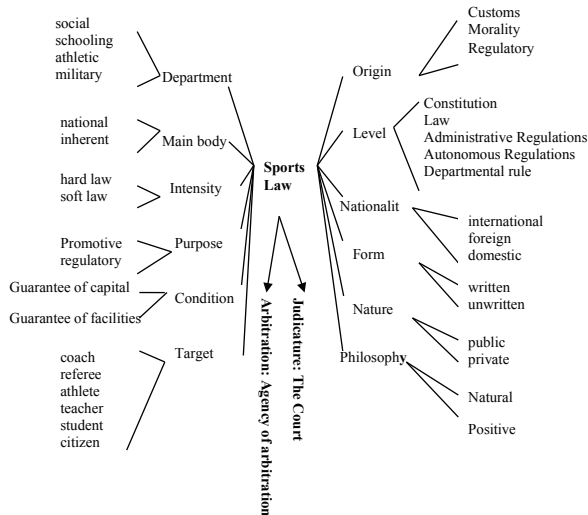 social
schooling
athletic
military
Department
national
inherent
Main body
hard law
soft law
Intensity
Promotive
regulatory
Purpose
Guarantee of capital
Guarantee of facilities
Condition
coach
referee
athlete
teacher
student
citizen
Target
Sports
Law
Arbitration: Agency of arbitration
Judicature: The Court
Origin
Customs
Morality
Regulatory
Level
Constitution
Law
Administrative Regulations
Autonomous Regulations
Departmental rule
Nationalit
international
foreign
domestic
Form
written
unwritten
Nature
public
private
Philosophy
Natural
Positive